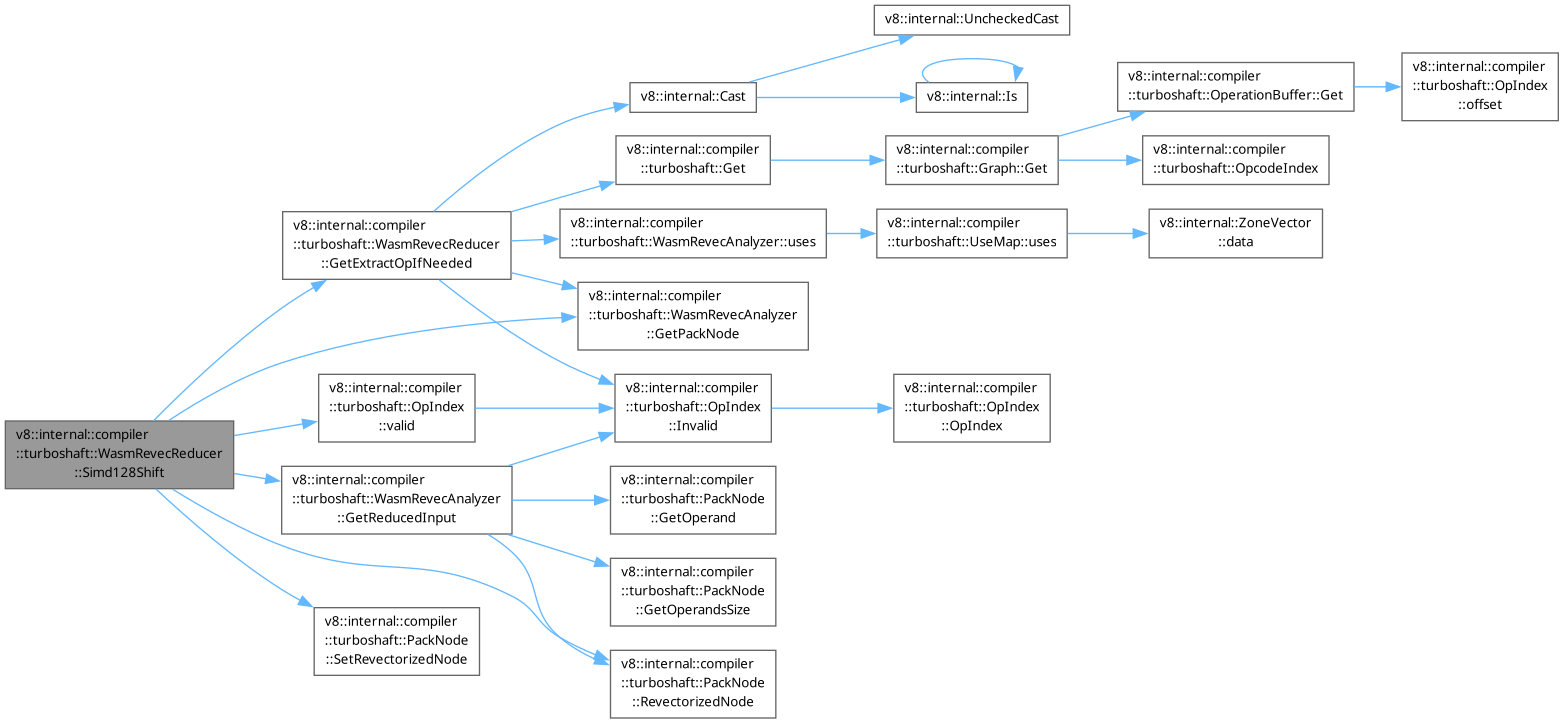 v8::internal::compiler
::turboshaft::WasmRevecReducer
::Simd128Shift
v8::internal::compiler
::turboshaft::WasmRevecReducer
::GetExtractOpIfNeeded
v8::internal::Cast
v8::internal::UncheckedCast
v8::internal::Is
v8::internal::compiler
::turboshaft::Get
v8::internal::compiler
::turboshaft::Graph::Get
v8::internal::compiler
::turboshaft::OperationBuffer::Get
v8::internal::compiler
::turboshaft::OpIndex
::offset
v8::internal::compiler
::turboshaft::OpcodeIndex
v8::internal::compiler
::turboshaft::WasmRevecAnalyzer::uses
v8::internal::compiler
::turboshaft::UseMap::uses
v8::internal::ZoneVector
::data
v8::internal::compiler
::turboshaft::WasmRevecAnalyzer
::GetPackNode
v8::internal::compiler
::turboshaft::OpIndex
::valid
v8::internal::compiler
::turboshaft::OpIndex
::Invalid
v8::internal::compiler
::turboshaft::OpIndex
::OpIndex
v8::internal::compiler
::turboshaft::WasmRevecAnalyzer
::GetReducedInput
v8::internal::compiler
::turboshaft::PackNode
::GetOperand
v8::internal::compiler
::turboshaft::PackNode
::GetOperandsSize
v8::internal::compiler
::turboshaft::PackNode
::SetRevectorizedNode
v8::internal::compiler
::turboshaft::PackNode
::RevectorizedNode